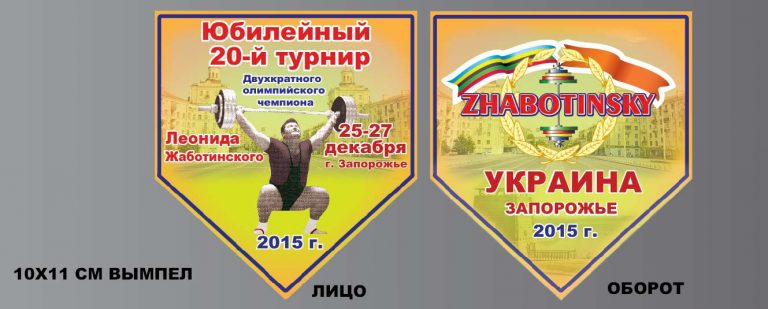 Юбилейный
20-й турнир
Двухкратного
олимпийского
чемпиона
Леонида
Жаботинского
25-27
декабря
г. Запорожье
2015 г.
ZHABOTINSKY
УКРАИНА
ЗАПОРОЖЬЕ
2015 г.
10X11 СМ ВЫМПЕЛ
ЛИЦО
ОБОРОТ